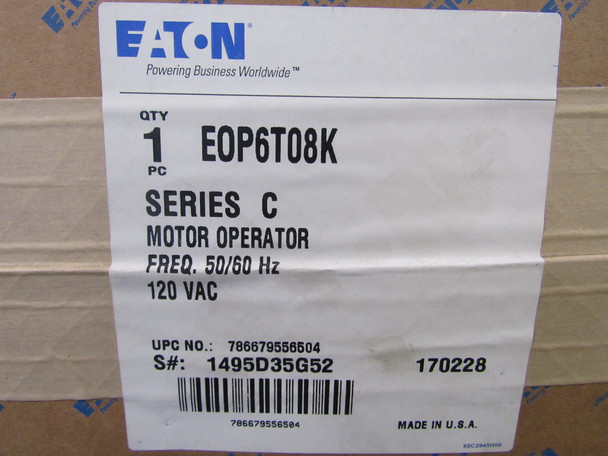 EATON
Powering Business Worldwide™
QTY
1 EOP6T08K
PC
SERIES C
MOTOR OPERATOR
FREQ. 50/60 Hz
120 VAC
UPC NO.: 786679556504
S#: 1495D35G52 170228
786679556504
MADE IN U.S.A.